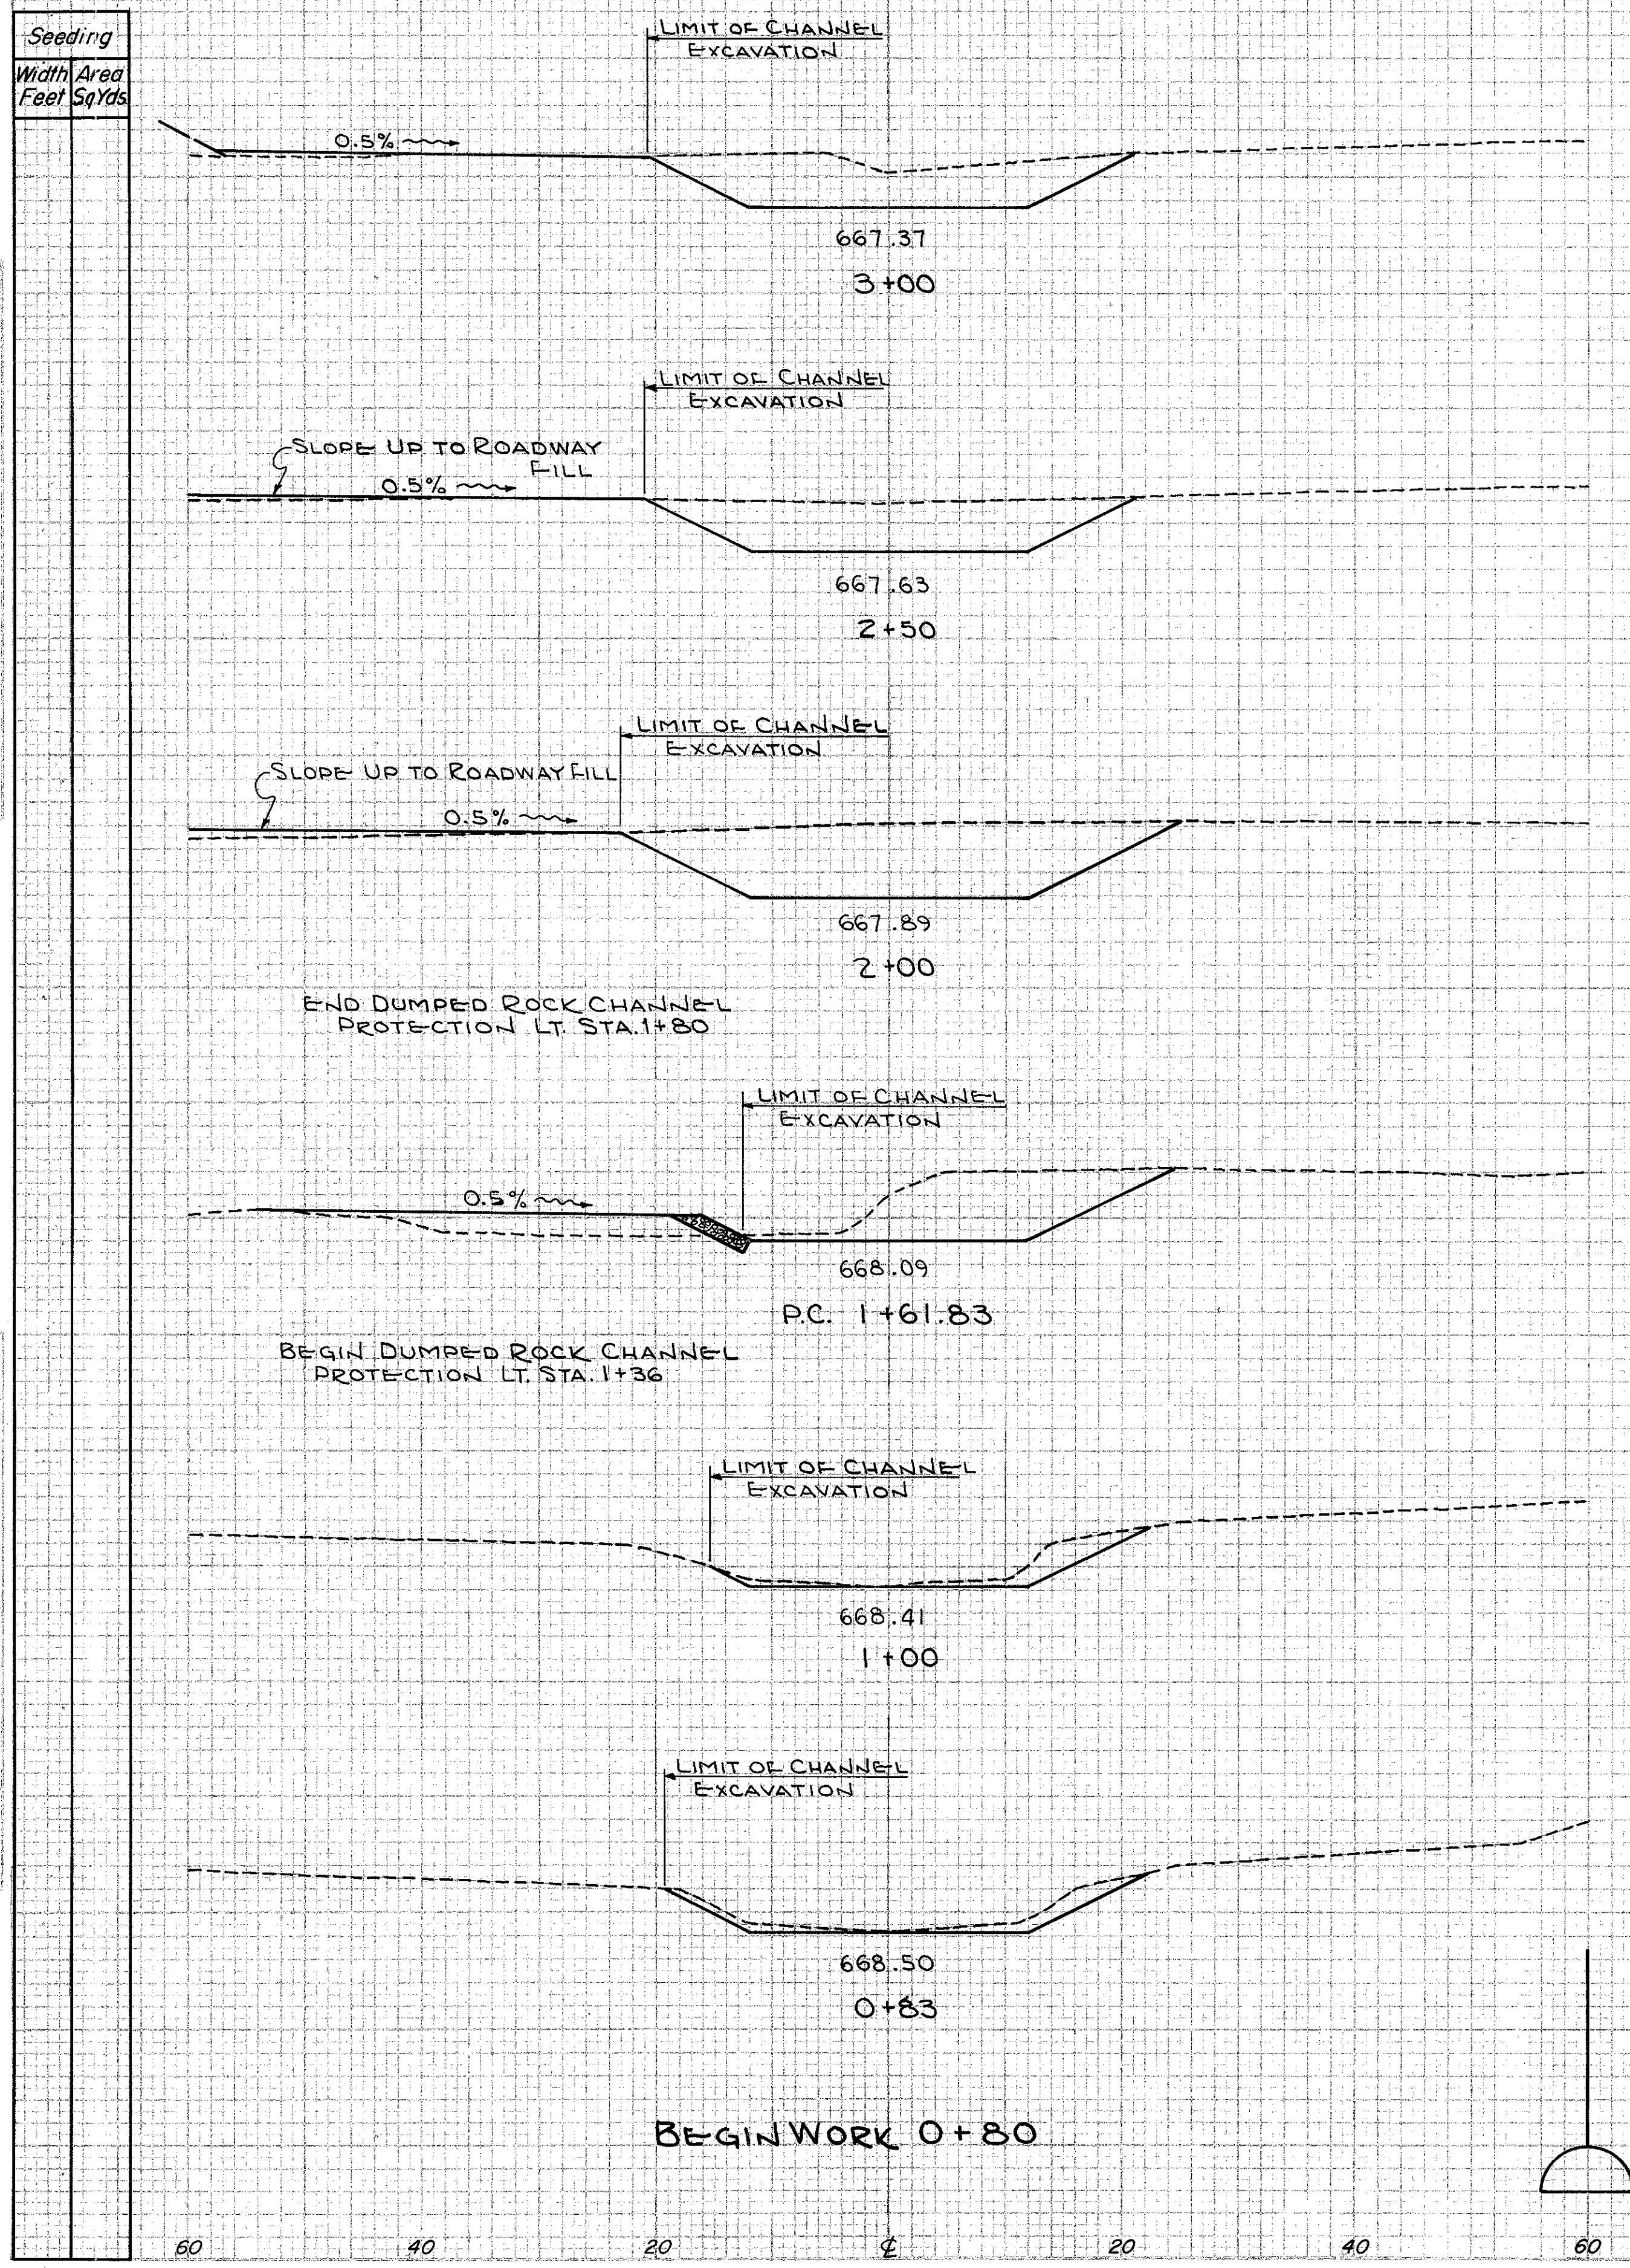 Seeding
Width Area
Feet Sq Yds
LIMIT OF CHANNEL
EXCAVATION
0.5%
667.37
3+00
LIMIT OF CHANNEL
EXCAVATION
SLOPE UP TO ROADWAY
FILL
0.5%
667.63
2+50
LIMIT OF CHANNEL
EXCAVATION
SLOPE UP TO ROADWAY FILL
0.5%
667.89
2+00
END DUMPED ROCK CHANNEL
PROTECTION LT. STA. 1+80
LIMIT OF CHANNEL
EXCAVATION
0.5%
668.09
P.C. 1+61.83
BEGIN DUMPED ROCK CHANNEL
PROTECTION LT. STA. 1+36
LIMIT OF CHANNEL
EXCAVATION
668.41
1+00
LIMIT OF CHANNEL
EXCAVATION
668.50
0+83
BEGIN WORK 0+80
60 40 20 ℄ 20 40 60